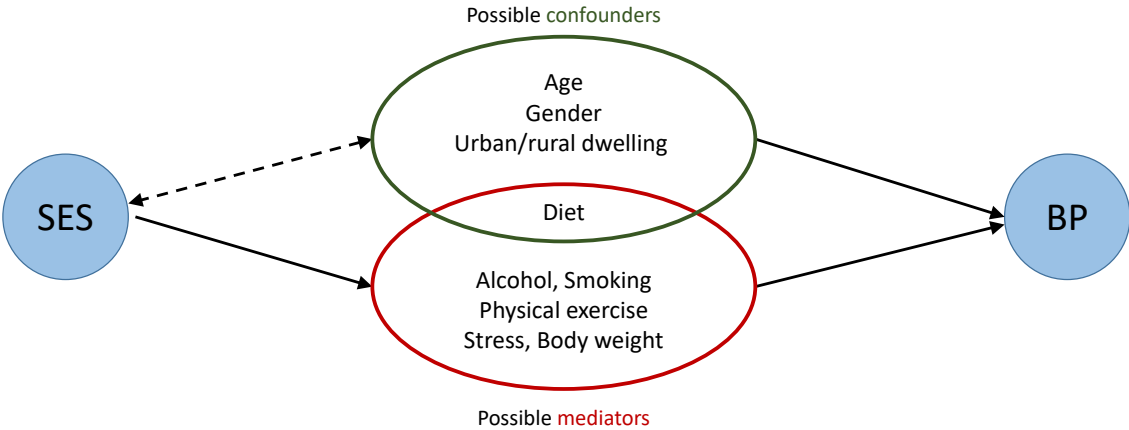 Possible confounders
Age
Gender
Urban/rural dwelling
SES
Diet
BP
Alcohol, Smoking
Physical exercise
Stress, Body weight
Possible mediators